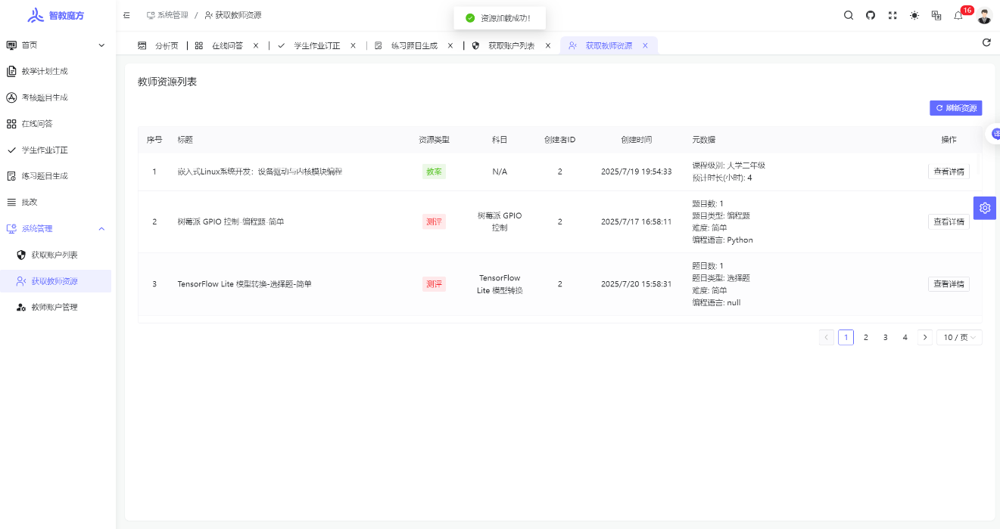 智教魔方
系统管理 / 获取教师资源
资源加载成功!
16
首页
教学计划生成
考核题目生成
在线问答
学生作业订正
练习题目生成
批改
系统管理
获取账户列表
获取教师资源
教师账户管理
分析页
在线问答
学生作业订正
练习题目生成
获取账户列表
获取教师资源
教师资源列表
刷新资源
译
序号 标题 资源类型 科目 创建者ID 创建时间 元数据 操作
1 嵌入式Linux系统开发：设备驱动与内核模块编程 教案 N/A 2 2025/7/19 19:54:33
课程级别: 大学二年级
预计时长(小时): 4
查看详情
2 树莓派 GPIO 控制-编程题-简单 测评
树莓派 GPIO
控制
2 2025/7/17 16:58:11
题目数: 1
题目类型: 编程题
难度: 简单
编程语言: Python
查看详情
3 TensorFlow Lite 模型转换-选择题-简单 测评
TensorFlow
Lite 模型转换
2 2025/7/20 15:58:31
题目数: 1
题目类型: 选择题
难度: 简单
编程语言: null
查看详情
1 2 3 4 10 / 页